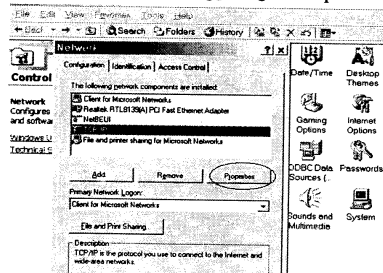 File Edit View Favorites Tools Help
Back Search Folders History
Network ? X
Control
Configuration Identification Access Control
The following network components are installed:
Client for Microsoft Networks
Realtek RTL8139(A) PCI Fast Ethernet Adapter
NetBEUI
TCP/IP
File and printer sharing for Microsoft Networks
Add Remove Properties
Primary Network Logon:
Client for Microsoft Networks
File and Print Sharing
Description
TCP/IP is the protocol you use to connect to the Internet and
wide-area networks.
Network
Configures
and softwa
Windows U
Technical S
Date/Time Desktop
Themes
Gaming
Options
Internet
Options
ODBC Data
Sources (..
Passwords
Sounds and
Multimedia
System